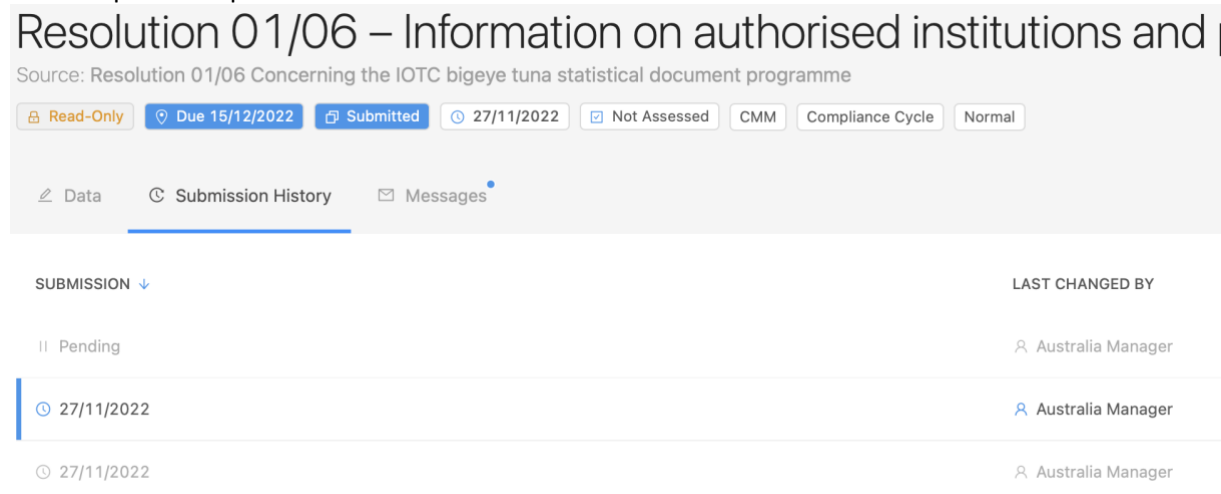 Resolution 01/06 – Information on authorised institutions and
Source: Resolution 01/06 Concerning the IOTC bigeye tuna statistical document programme
Read-Only Due 15/12/2022 Submitted 27/11/2022 Not Assessed CMM Compliance Cycle Normal
Data Submission History Messages
SUBMISSION LAST CHANGED BY
Pending Australia Manager
27/11/2022 Australia Manager
27/11/2022 Australia Manager